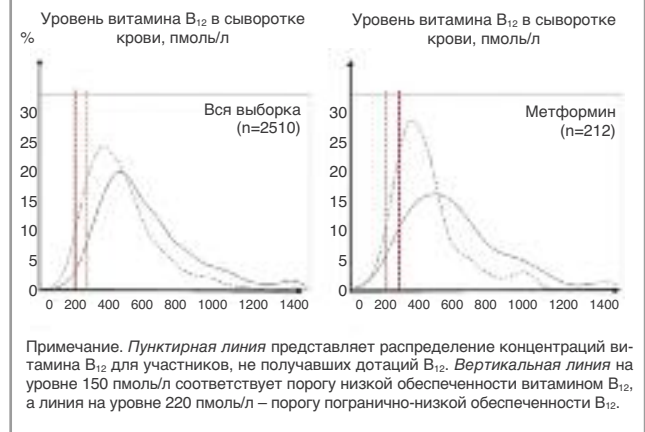 Уровень витамина B₁₂ в сыворотке
крови, пмоль/л
%
Вся выборка
(n=2510)
30
25
20
15
10
5
0
0 200 400 600 800 1000 1200 1400
Уровень витамина B₁₂ в сыворотке
крови, пмоль/л
Метформин
(n=212)
30
25
20
15
10
5
0
0 200 400 600 800 1000 1200 1400
Примечание. Пунктирная линия представляет распределение концентраций ви-
тамина B₁₂ для участников, не получавших дотаций B₁₂. Вертикальная линия на
уровне 150 пмоль/л соответствует порогу низкой обеспеченности витамином B₁₂,
а линия на уровне 220 пмоль/л – порогу погранично-низкой обеспеченности B₁₂.